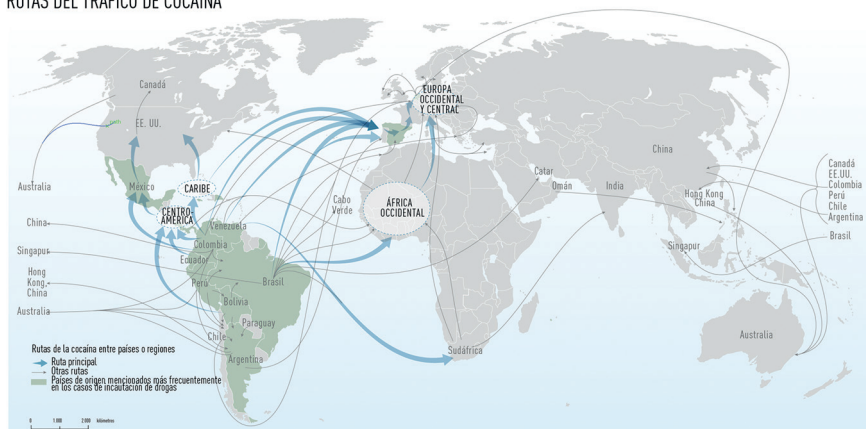 RUTAS DEL TRÁFICO DE COCAÍNA
Canadá
EE. UU.
Australia
México
CARIBE
CENTRO-
AMÉRICA
China
Singapur
Hong
Kong,
China
Australia
Venezuela
Colombia
Ecuador
Perú
Brasil
Bolivia
Paraguay
Chile
Argentina
Cabo
Verde
EUROPA
OCCIDENTAL
Y CENTRAL
ÁFRICA
OCCIDENTAL
Sudáfrica
Catar
Omán
India
China
Hong Kong
China
Singapur
Australia
Canadá
EE.UU.
Colombia
Perú
Chile
Argentina
Brasil
Rutas de la cocaína entre países o regiones
Ruta principal
Otras rutas
Países de origen mencionados más frecuentemente
en los casos de incautación de drogas
0 1.000 2.000 kilómetros